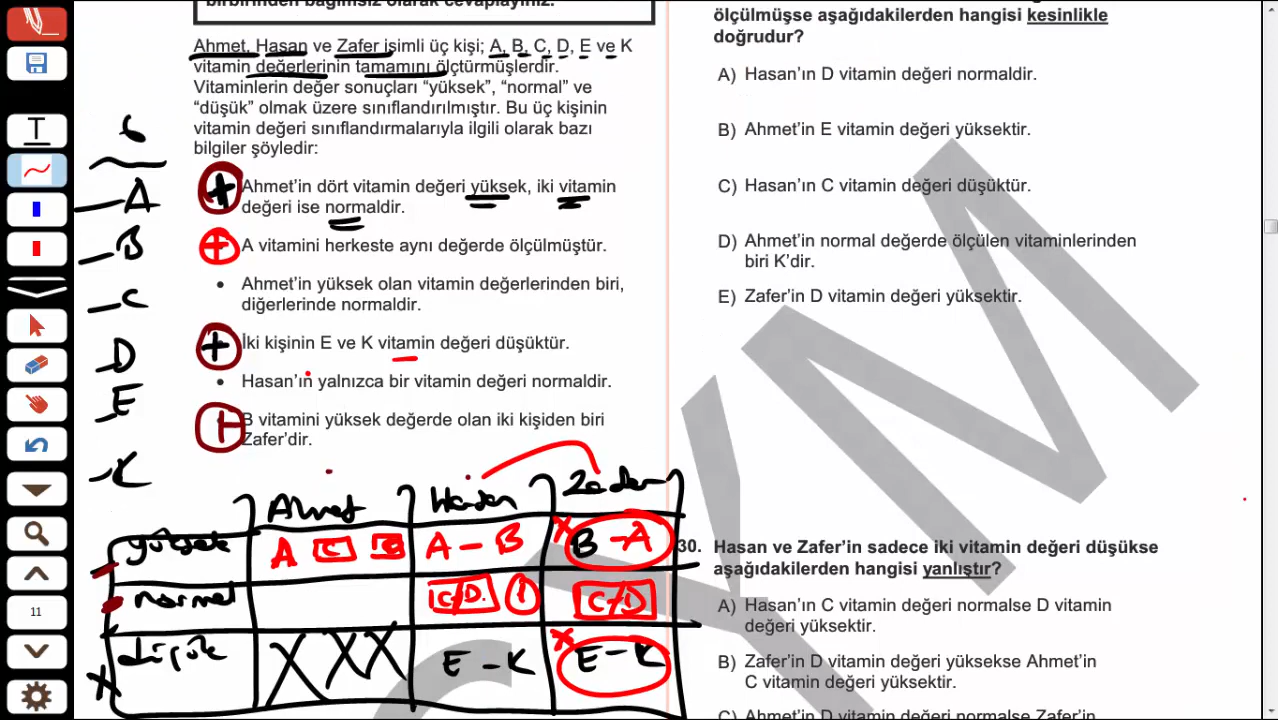 birbirinden bağımsız olarak cevaplayınız.
Ahmet, Hasan ve Zafer isimli üç kişi; A, B, C, D, E ve K
vitamin değerlerinin tamamını ölçtürmüşlerdir.
Vitaminlerin değer sonuçları “yüksek”, “normal” ve
“düşük” olmak üzere sınıflandırılmıştır. Bu üç kişinin
vitamin değeri sınıflandırmalarıyla ilgili olarak bazı
bilgiler şöyledir:
+ Ahmet’in dört vitamin değeri yüksek, iki vitamin
değeri ise normaldir.
+ A vitamini herkeste aynı değerde ölçülmüştür.
• Ahmet’in yüksek olan vitamin değerlerinden biri,
diğerlerinde normaldir.
+ İki kişinin E ve K vitamin değeri düşüktür.
• Hasan’ın yalnızca bir vitamin değeri normaldir.
B vitamini yüksek değerde olan iki kişiden biri
Zafer’dir.
6
A
B
C
D
E
K
Ahmet Hasan Zafer
yüksek A C A - B B - A
normal C/D. 1 C/D
düşük X X X E - K E - K
ölçülmüşse aşağıdakilerden hangisi kesinlikle
doğrudur?
A) Hasan’ın D vitamin değeri normaldir.
B) Ahmet’in E vitamin değeri yüksektir.
C) Hasan’ın C vitamin değeri düşüktür.
D) Ahmet’in normal değerde ölçülen vitaminlerinden
biri K’dir.
E) Zafer’in D vitamin değeri yüksektir.
30. Hasan ve Zafer’in sadece iki vitamin değeri düşükse
aşağıdakilerden hangisi yanlıştır?
A) Hasan’ın C vitamin değeri normalse D vitamin
değeri yüksektir.
B) Zafer’in D vitamin değeri yüksekse Ahmet’in
C vitamin değeri yüksektir.
C) Ahmet’in D vitamin değeri normalse Zafer’in
T
11